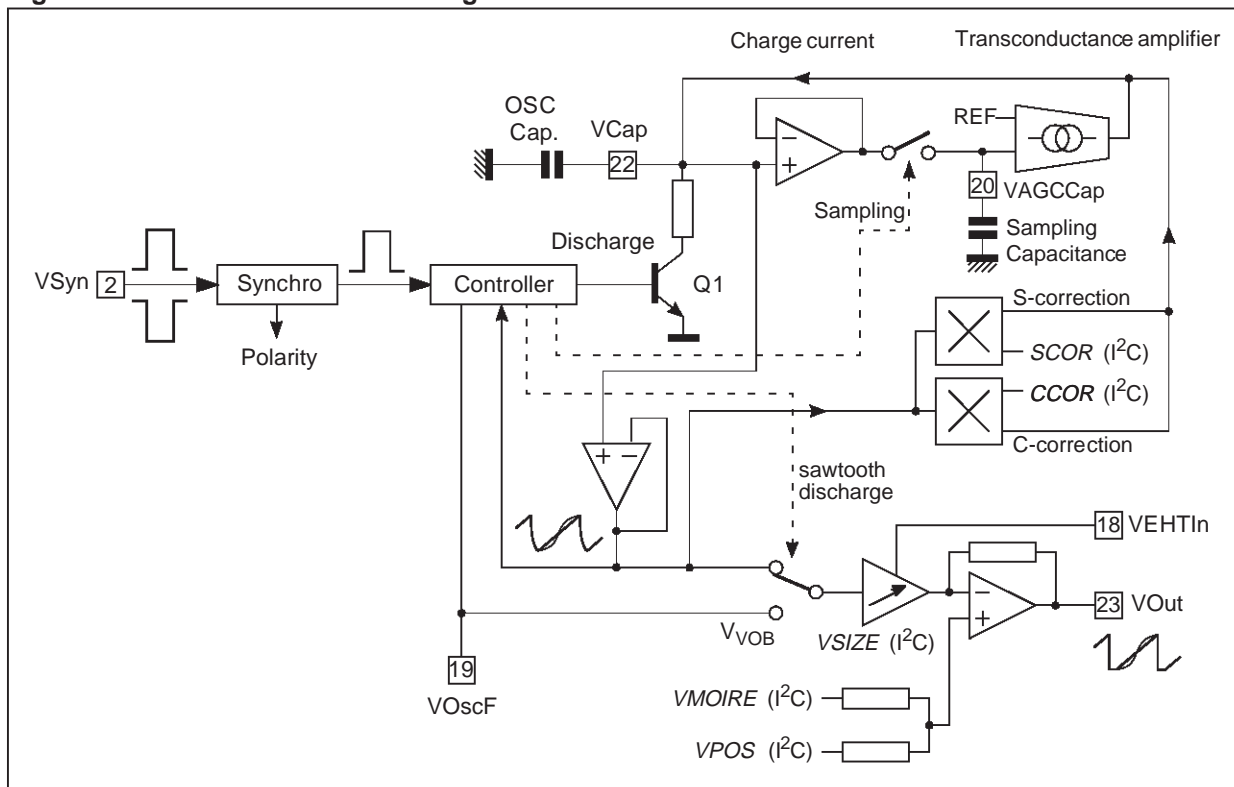 Charge current
Transconductance amplifier
OSC
Cap.
VCap
22
REF
20
VAGCCap
Sampling
Sampling
Capacitance
Discharge
VSyn 2
Synchro
Controller
Q1
Polarity
S-correction
SCOR (I²C)
CCOR (I²C)
C-correction
sawtooth
discharge
18 VEHTIn
23 VOut
V_VOB
VSIZE (I²C)
19
VOscF
VMOIRE (I²C)
VPOS (I²C)